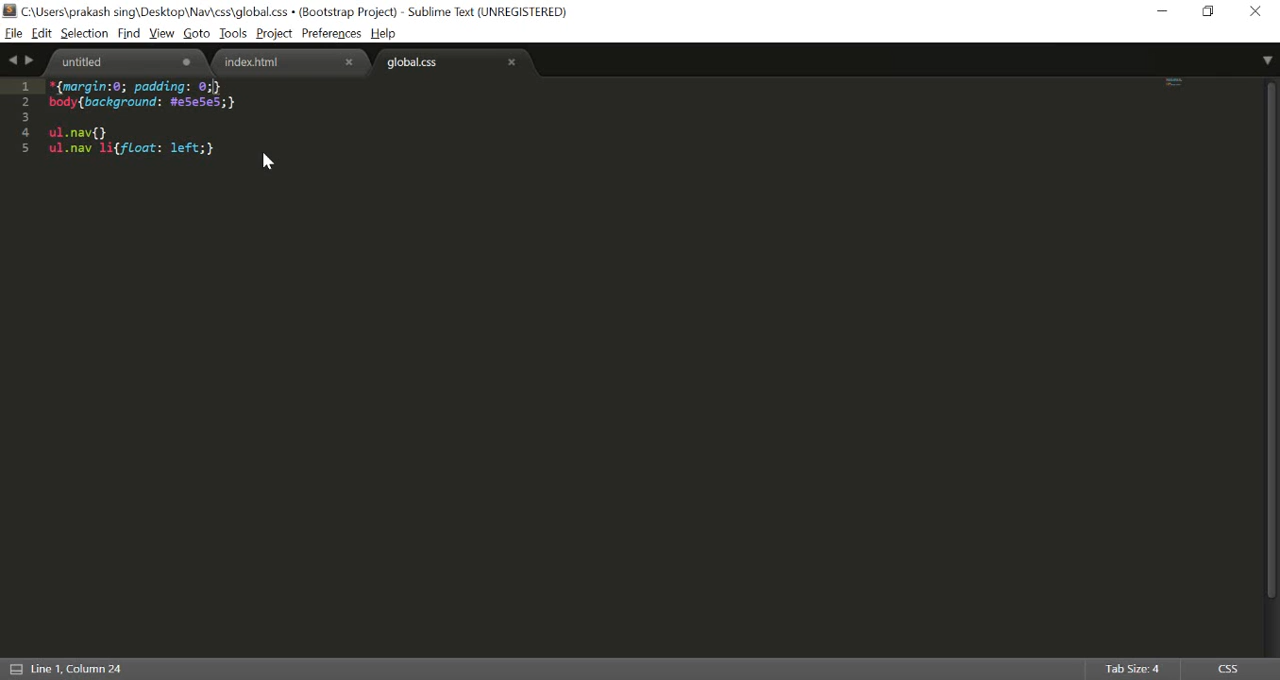 C:\Users\prakash sing\Desktop\Nav\css\global.css • (Bootstrap Project) - Sublime Text (UNREGISTERED)
File Edit Selection Find View Goto Tools Project Preferences Help
untitled index.html global.css
1 *{margin:0; padding: 0;}
2 body{background: #e5e5e5;}
3
4 ul.nav{}
5 ul.nav li{float: left;}
Line 1, Column 24 Tab Size: 4 CSS